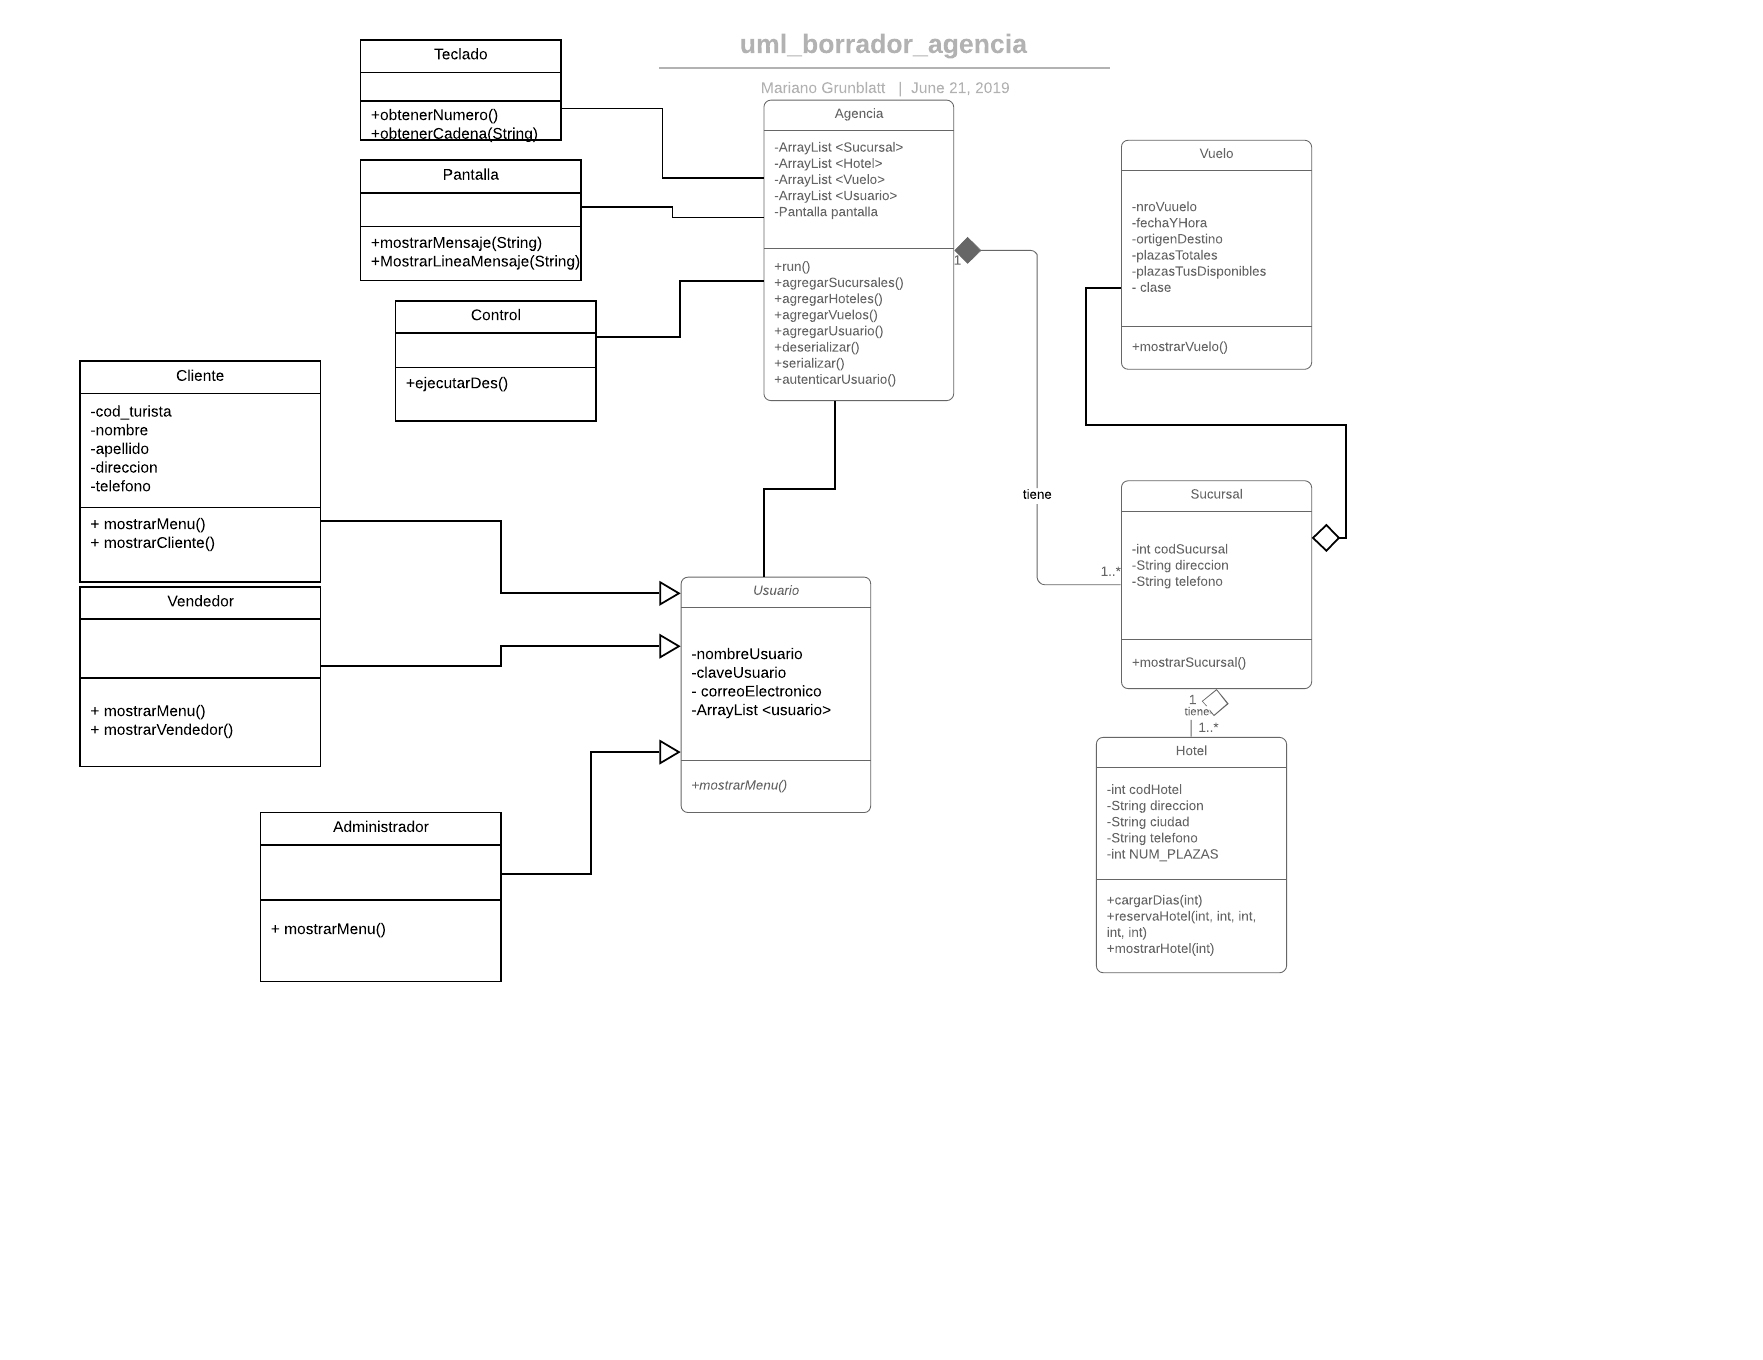 uml_borrador_agencia
Mariano Grunblatt | June 21, 2019
Teclado
+obtenerNumero()
+obtenerCadena(String)
Pantalla
+mostrarMensaje(String)
+MostrarLineaMensaje(String)
Control
+ejecutarDes()
Agencia
-ArrayList <Sucursal>
-ArrayList <Hotel>
-ArrayList <Vuelo>
-ArrayList <Usuario>
-Pantalla pantalla
+run()
+agregarSucursales()
+agregarHoteles()
+agregarVuelos()
+agregarUsuario()
+deserializar()
+serializar()
+autenticarUsuario()
1
tiene
1..*
Vuelo
-nroVuuelo
-fechaYHora
-ortigenDestino
-plazasTotales
-plazasTusDisponibles
- clase
+mostrarVuelo()
Cliente
-cod_turista
-nombre
-apellido
-direccion
-telefono
+ mostrarMenu()
+ mostrarCliente()
Vendedor
+ mostrarMenu()
+ mostrarVendedor()
Administrador
+ mostrarMenu()
Usuario
-nombreUsuario
-claveUsuario
- correoElectronico
-ArrayList <usuario>
+mostrarMenu()
Sucursal
-int codSucursal
-String direccion
-String telefono
+mostrarSucursal()
1
tiene
1..*
Hotel
-int codHotel
-String direccion
-String ciudad
-String telefono
-int NUM_PLAZAS
+cargarDias(int)
+reservaHotel(int, int, int,
int, int)
+mostrarHotel(int)